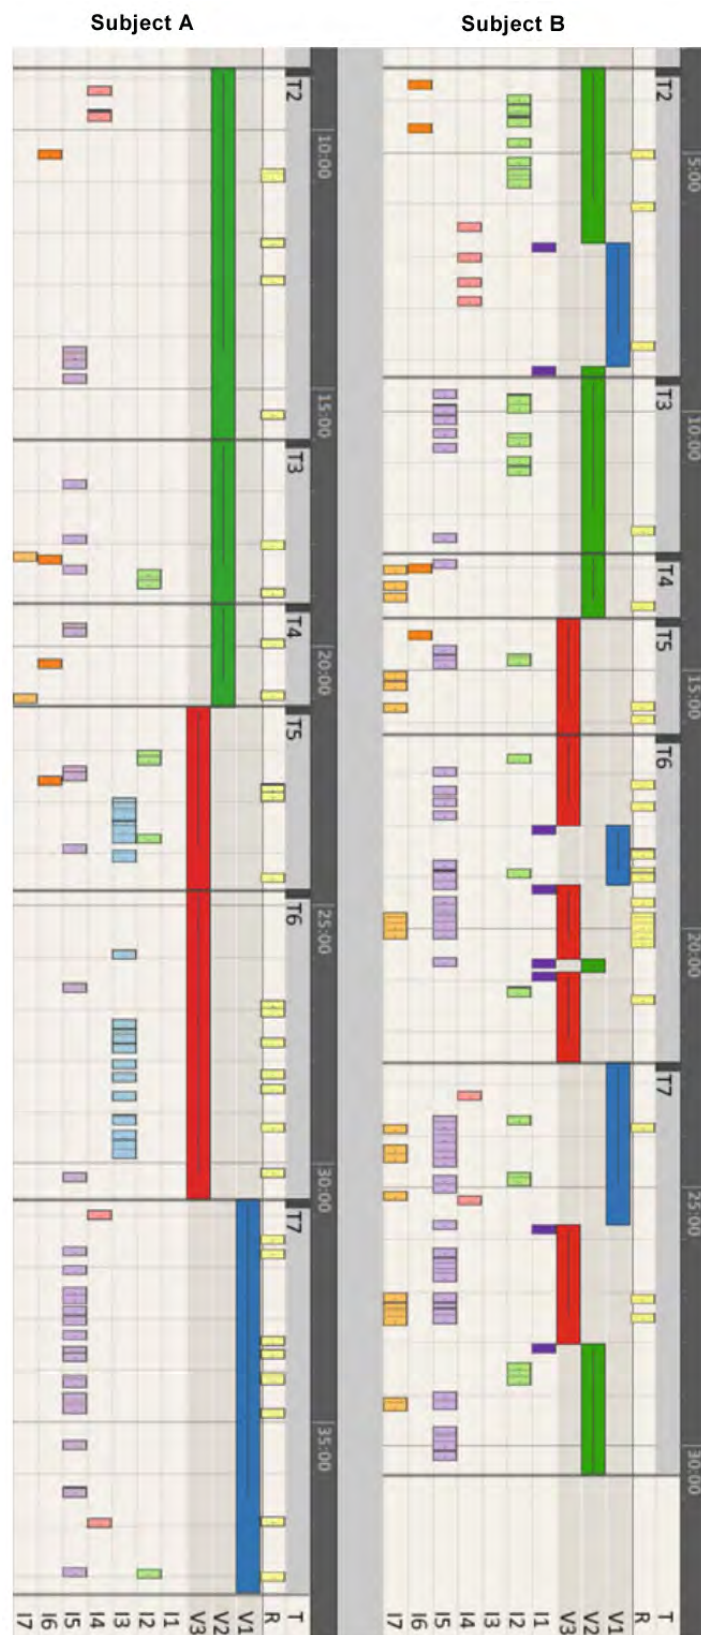 Subject A
Subject B
T2
10:00
15:00
T3
T4
20:00
T5
T6
25:00
30:00
T7
35:00
I7
I6
I5
I4
I3
I2
I1
V3
V2
V1
R
T
T2
5:00
T3
10:00
T4
T5
15:00
T6
20:00
T7
25:00
30:00
I7
I6
I5
I4
I3
I2
I1
V3
V2
V1
R
T